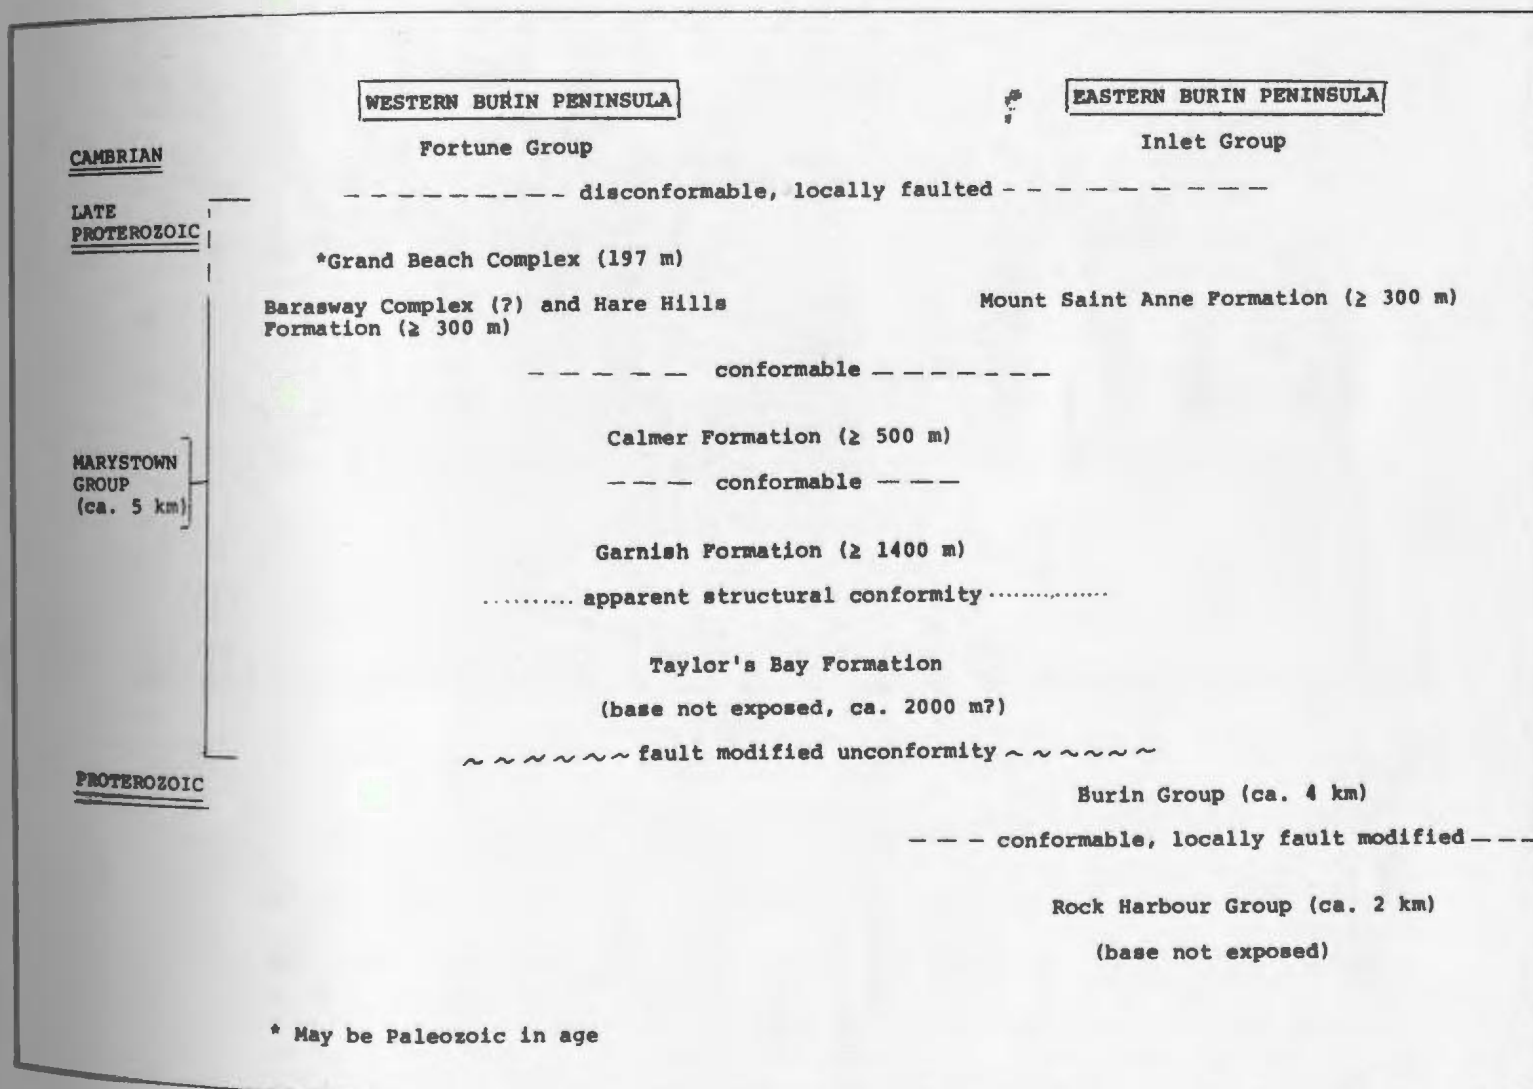 WESTERN BURIN PENINSULA
EASTERN BURIN PENINSULA
CAMBRIAN
Fortune Group
Inlet Group
disconformable, locally faulted
LATE
PROTEROZOIC
*Grand Beach Complex (197 m)
Barasway Complex (?) and Hare Hills
Formation (≥ 300 m)
Mount Saint Anne Formation (≥ 300 m)
conformable
Calmer Formation (≥ 500 m)
MARYSTOWN
GROUP
(ca. 5 km)
conformable
Garnish Formation (≥ 1400 m)
apparent structural conformity
Taylor's Bay Formation
(base not exposed, ca. 2000 m?)
fault modified unconformity
PROTEROZOIC
Burin Group (ca. 4 km)
conformable, locally fault modified
Rock Harbour Group (ca. 2 km)
(base not exposed)
* May be Paleozoic in age